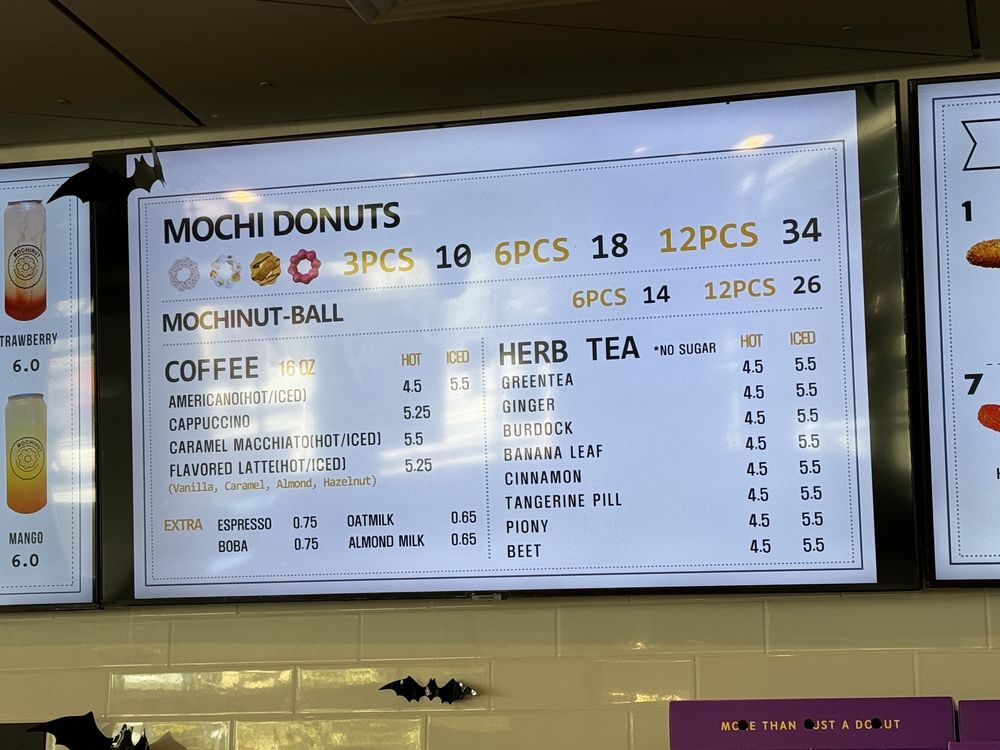 MOCHI DONUTS
3PCS 10 6PCS 18 12PCS 34
MOCHINUT-BALL
6PCS 14 12PCS 26
COFFEE 16 OZ HOT ICED
AMERICANO(HOT/ICED) 4.5 5.5
CAPPUCCINO 5.25
CARAMEL MACCHIATO(HOT/ICED) 5.5
FLAVORED LATTE(HOT/ICED) 5.25
(Vanilla, Caramel, Almond, Hazelnut)
EXTRA ESPRESSO 0.75 OATMILK 0.65
BOBA 0.75 ALMOND MILK 0.65
HERB TEA *NO SUGAR HOT ICED
GREENTEA 4.5 5.5
GINGER 4.5 5.5
BURDOCK 4.5 5.5
BANANA LEAF 4.5 5.5
CINNAMON 4.5 5.5
TANGERINE PILL 4.5 5.5
PIONY 4.5 5.5
BEET 4.5 5.5
MOCHINUT
TRAWBERRY
6.0
MOCHINUT
MANGO
6.0
1
7
MORE THAN JUST A DONUT